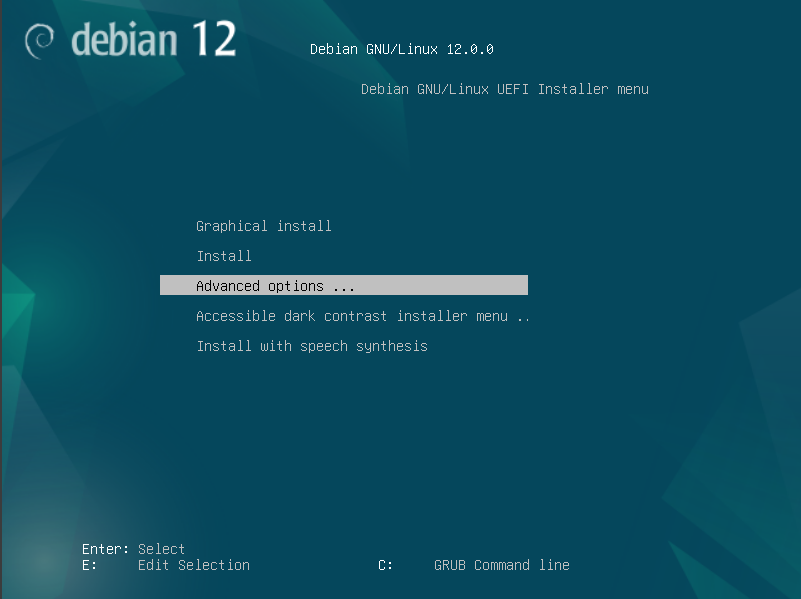 debian 12
Debian GNU/Linux 12.0.0
Debian GNU/Linux UEFI Installer menu
Graphical install
Install
Advanced options ...
Accessible dark contrast installer menu ..
Install with speech synthesis
Enter: Select
E: Edit Selection C: GRUB Command line